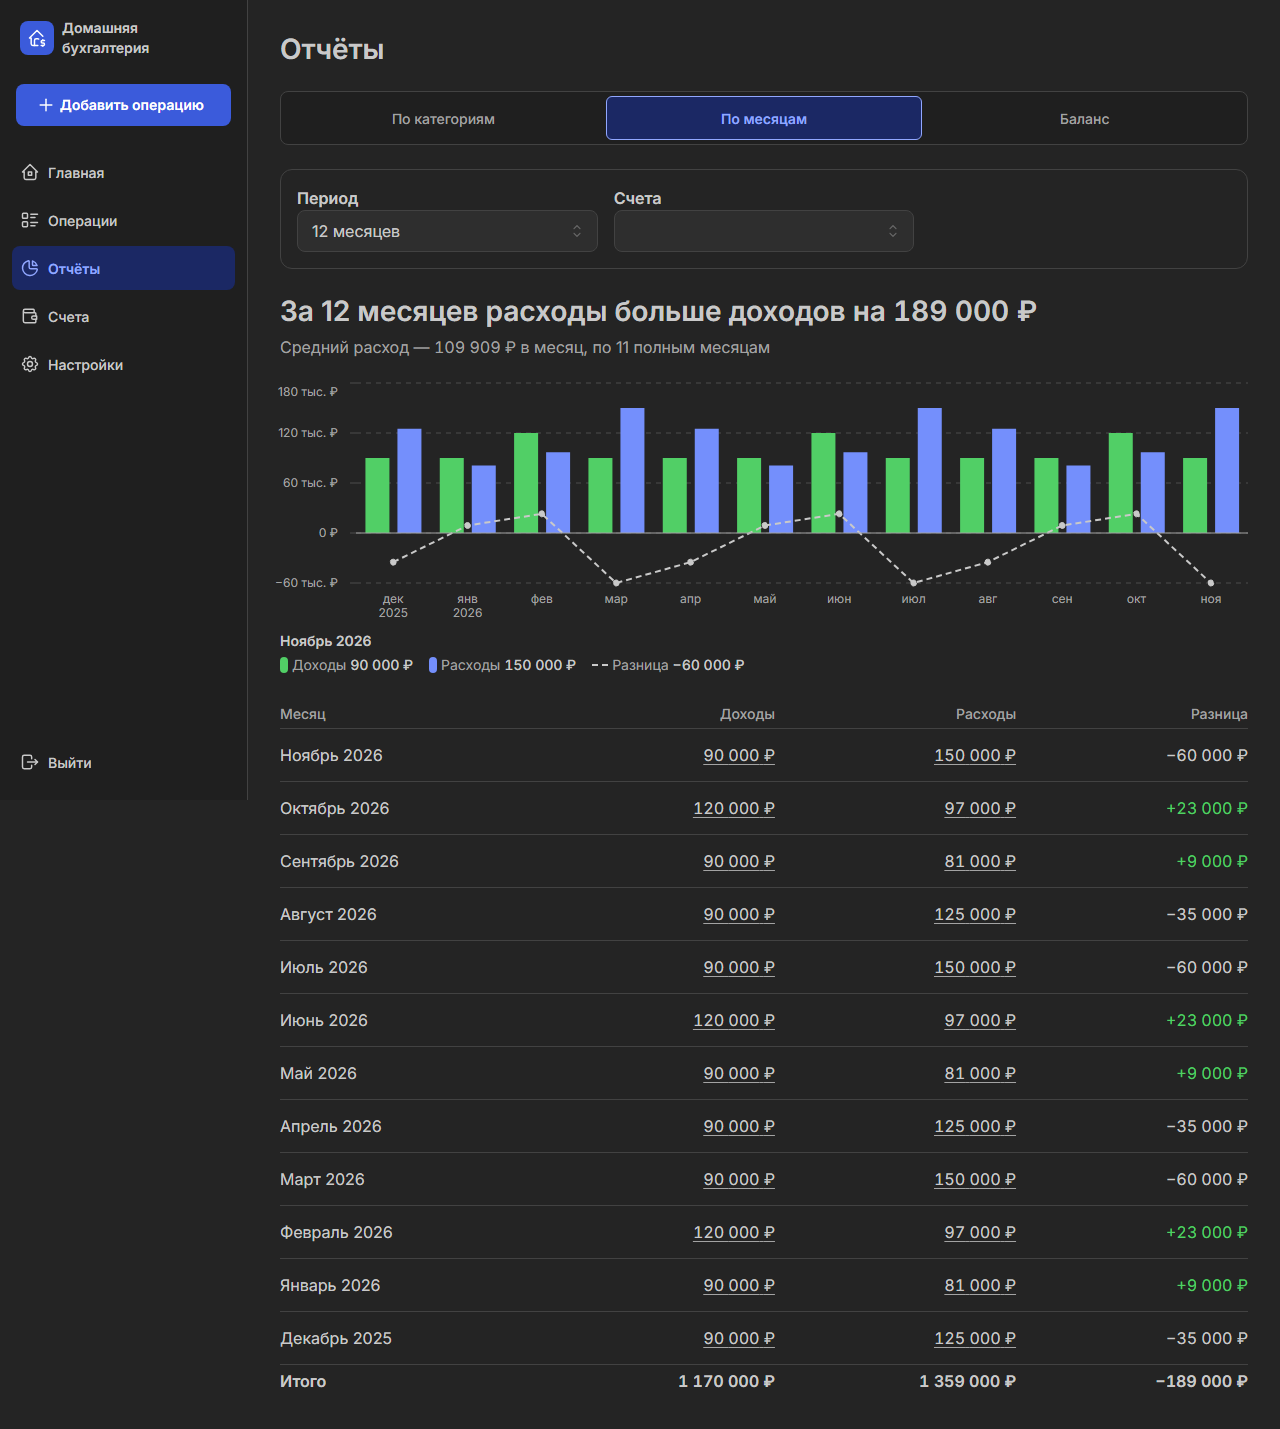 Домашняя
бухгалтерия
Добавить операцию
Главная
Операции
Отчёты
Счета
Настройки
Выйти
Отчёты
По категориям
По месяцам
Баланс
Период
Счета
12 месяцев
За 12 месяцев расходы больше доходов на 189 000 ₽
Средний расход — 109 909 ₽ в месяц, по 11 полным месяцам
180 тыс. ₽
120 тыс. ₽
60 тыс. ₽
0 ₽
−60 тыс. ₽
дек янв фев мар апр май июн июл авг сен окт ноя
2025 2026
Ноябрь 2026
Доходы 90 000 ₽ Расходы 150 000 ₽ Разница −60 000 ₽
Месяц Доходы Расходы Разница
Ноябрь 2026 90 000 ₽ 150 000 ₽ −60 000 ₽
Октябрь 2026 120 000 ₽ 97 000 ₽ +23 000 ₽
Сентябрь 2026 90 000 ₽ 81 000 ₽ +9 000 ₽
Август 2026 90 000 ₽ 125 000 ₽ −35 000 ₽
Июль 2026 90 000 ₽ 150 000 ₽ −60 000 ₽
Июнь 2026 120 000 ₽ 97 000 ₽ +23 000 ₽
Май 2026 90 000 ₽ 81 000 ₽ +9 000 ₽
Апрель 2026 90 000 ₽ 125 000 ₽ −35 000 ₽
Март 2026 90 000 ₽ 150 000 ₽ −60 000 ₽
Февраль 2026 120 000 ₽ 97 000 ₽ +23 000 ₽
Январь 2026 90 000 ₽ 81 000 ₽ +9 000 ₽
Декабрь 2025 90 000 ₽ 125 000 ₽ −35 000 ₽
Итого 1 170 000 ₽ 1 359 000 ₽ −189 000 ₽